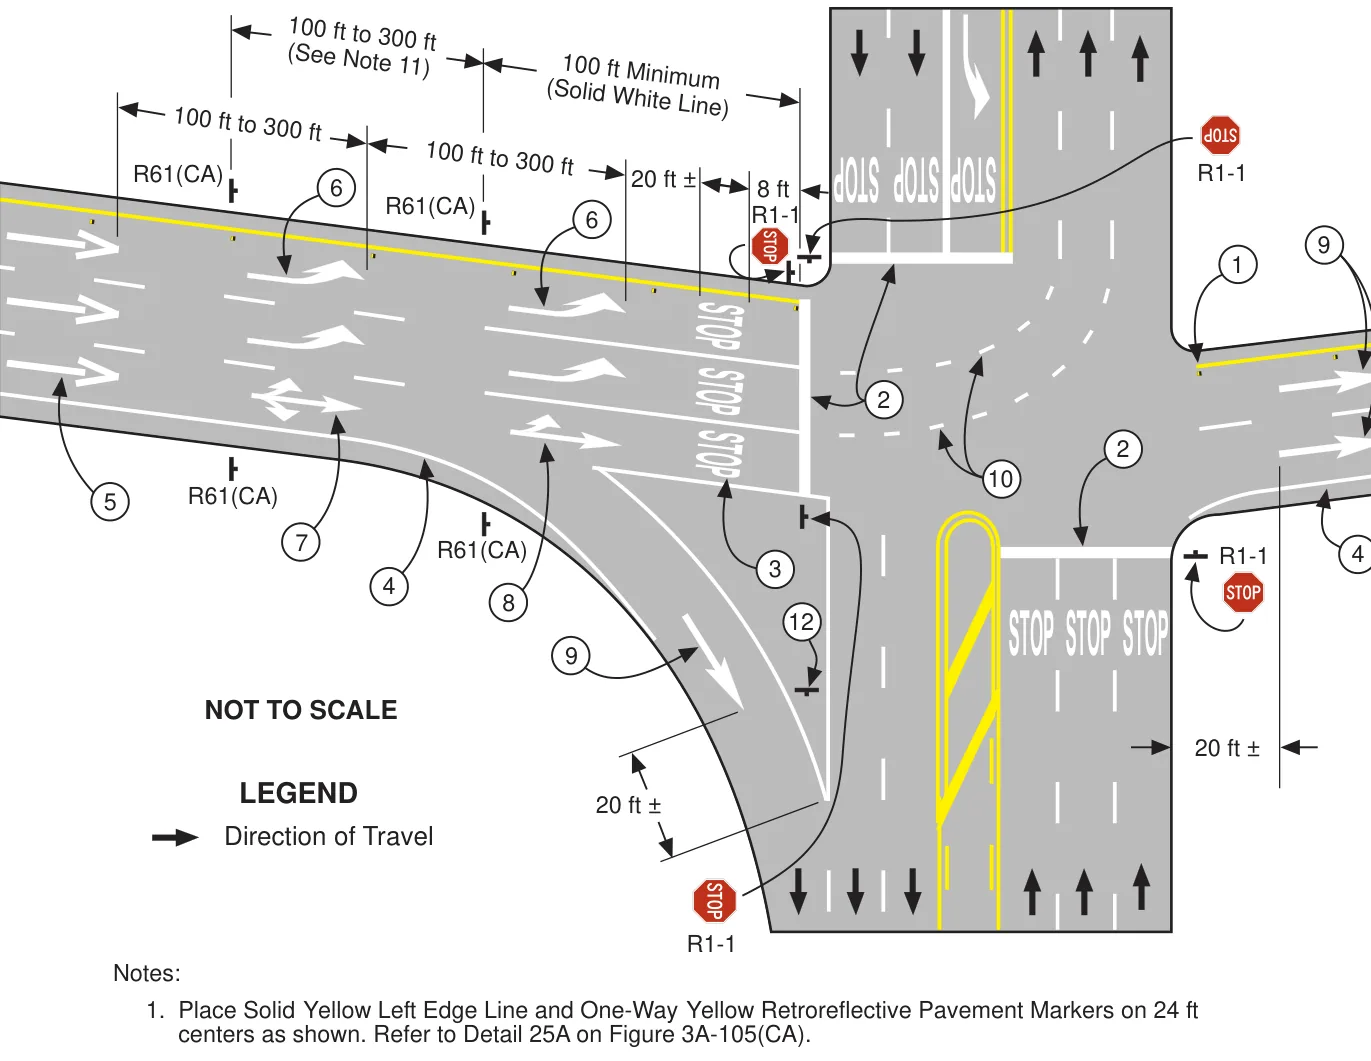 100 ft to 300 ft
(See Note 11)
100 ft Minimum
(Solid White Line)
100 ft to 300 ft
100 ft to 300 ft
20 ft ±
8 ft
R61(CA)
R61(CA)
R1-1
STOP
STOP
R1-1
STOP STOP STOP
6
6
1
9
STOP
STOP
STOP
2
10
2
5
R61(CA)
7
R61(CA)
4
8
3
R1-1
STOP
4
12
STOP STOP STOP
9
NOT TO SCALE
20 ft ±
LEGEND
Direction of Travel
20 ft ±
STOP
R1-1
Notes:
1. Place Solid Yellow Left Edge Line and One-Way Yellow Retroreflective Pavement Markers on 24 ft
centers as shown. Refer to Detail 25A on Figure 3A-105(CA).